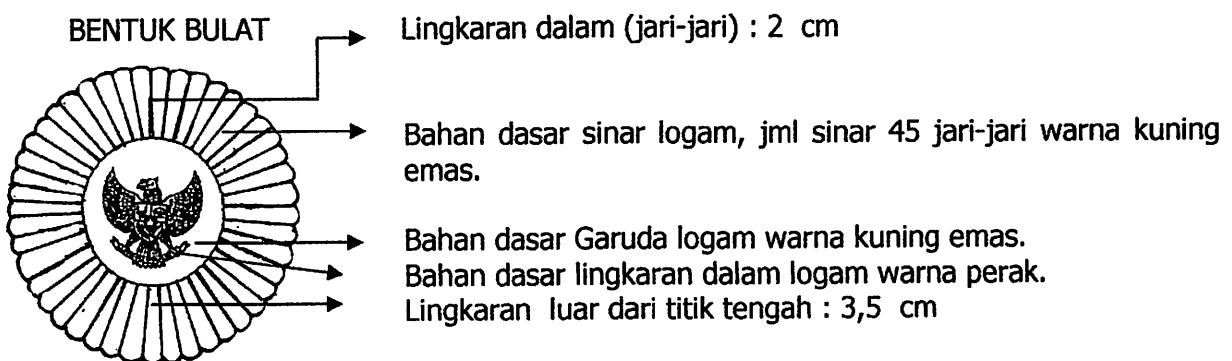 BENTUK BULAT
Lingkaran dalam (jari-jari) : 2 cm
Bahan dasar sinar logam, jml sinar 45 jari-jari warna kuning
emas.
Bahan dasar Garuda logam warna kuning emas.
Bahan dasar lingkaran dalam logam warna perak.
Lingkaran luar dari titik tengah : 3,5 cm